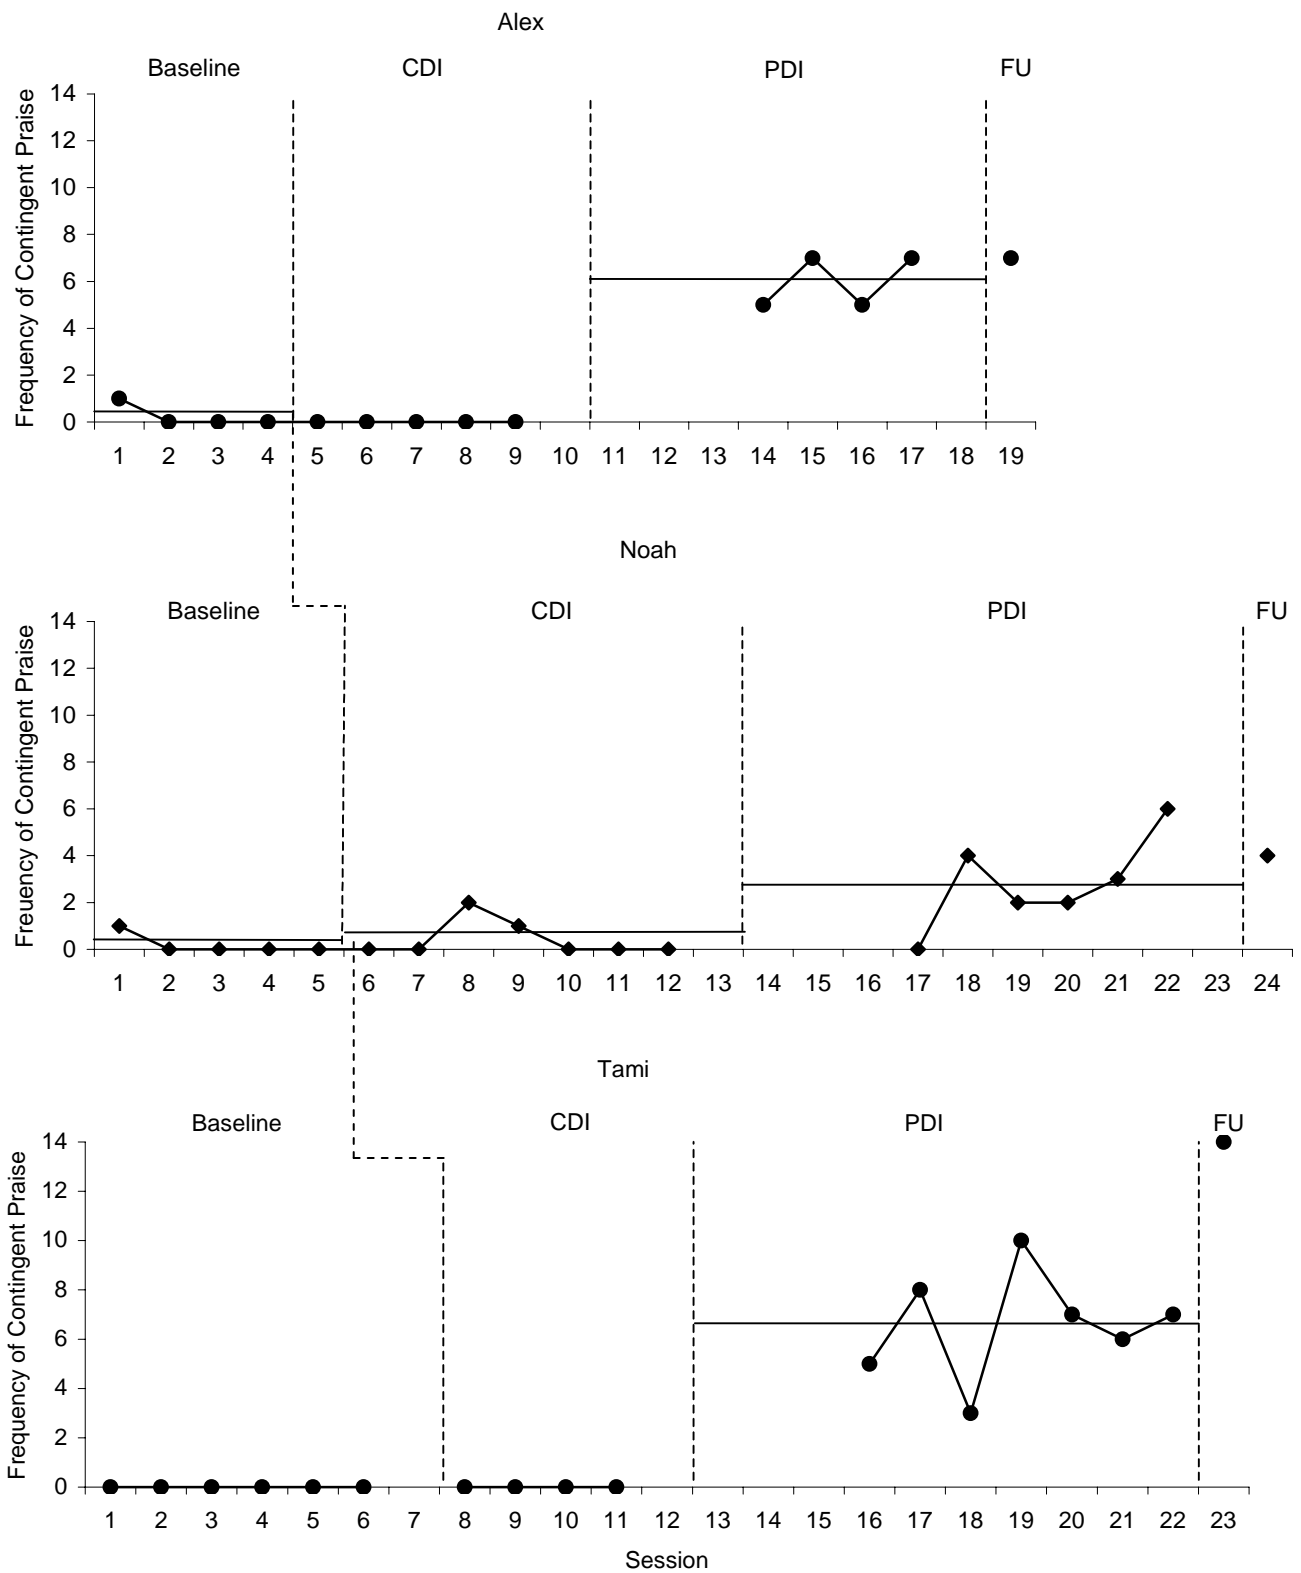 Alex
Baseline CDI PDI FU
Frequency of Contingent Praise
14
12
10
8
6
4
2
0
1 2 3 4 5 6 7 8 9 10 11 12 13 14 15 16 17 18 19
Noah
Baseline CDI PDI FU
Freuency of Contingent Praise
14
12
10
8
6
4
2
0
1 2 3 4 5 6 7 8 9 10 11 12 13 14 15 16 17 18 19 20 21 22 23 24
Tami
Baseline CDI PDI FU
Frequency of Contingent Praise
14
12
10
8
6
4
2
0
1 2 3 4 5 6 7 8 9 10 11 12 13 14 15 16 17 18 19 20 21 22 23
Session